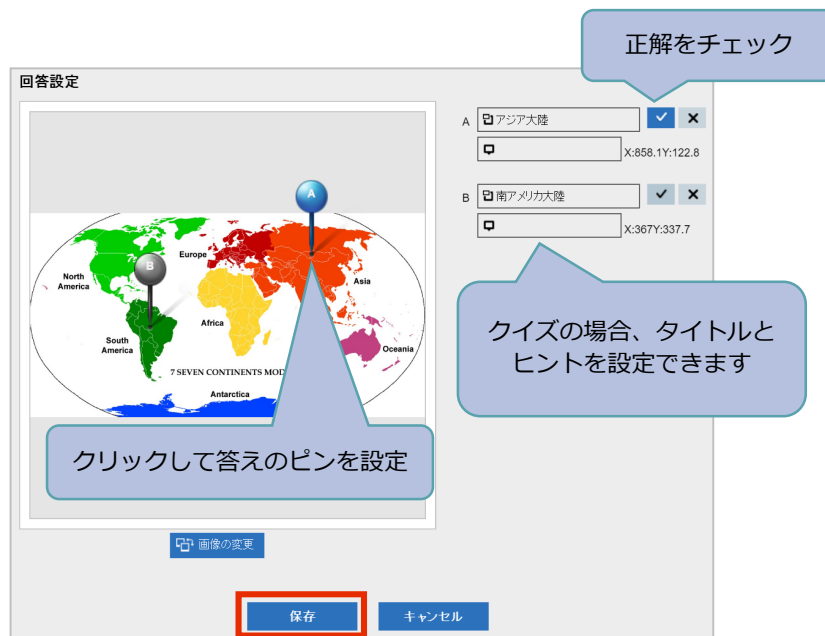 正解をチェック
回答設定
A アジア大陸
X:858.1Y:122.8
B 南アメリカ大陸
X:367Y:337.7
クイズの場合、タイトルと
ヒントを設定できます
A
B
Europe
North
America
Asia
Africa
South
America
Oceania
7 SEVEN CONTINENTS MOD
Antarctica
クリックして答えのピンを設定
画像の変更
保存
キャンセル